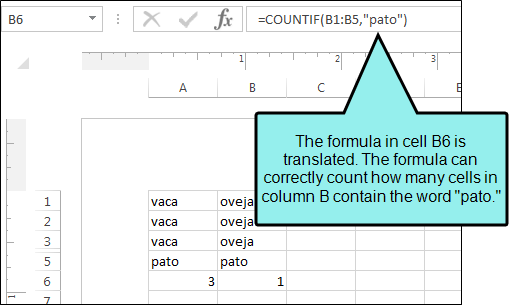 B6 fx =COUNTIF(B1:B5,"pato")
1 2 3
A B C E
The formula in cell B6 is
translated. The formula can
correctly count how many cells in
column B contain the word "pato."
1 vaca oveja
2 vaca oveja
3 vaca oveja
5 pato pato
6 3 1
7
1